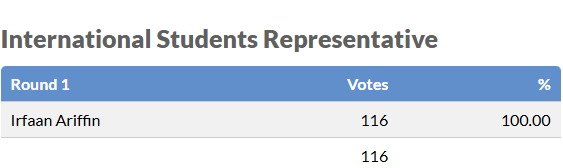 International Students Representative
Round 1 Votes %
Irfaan Ariffin 116 100.00
116